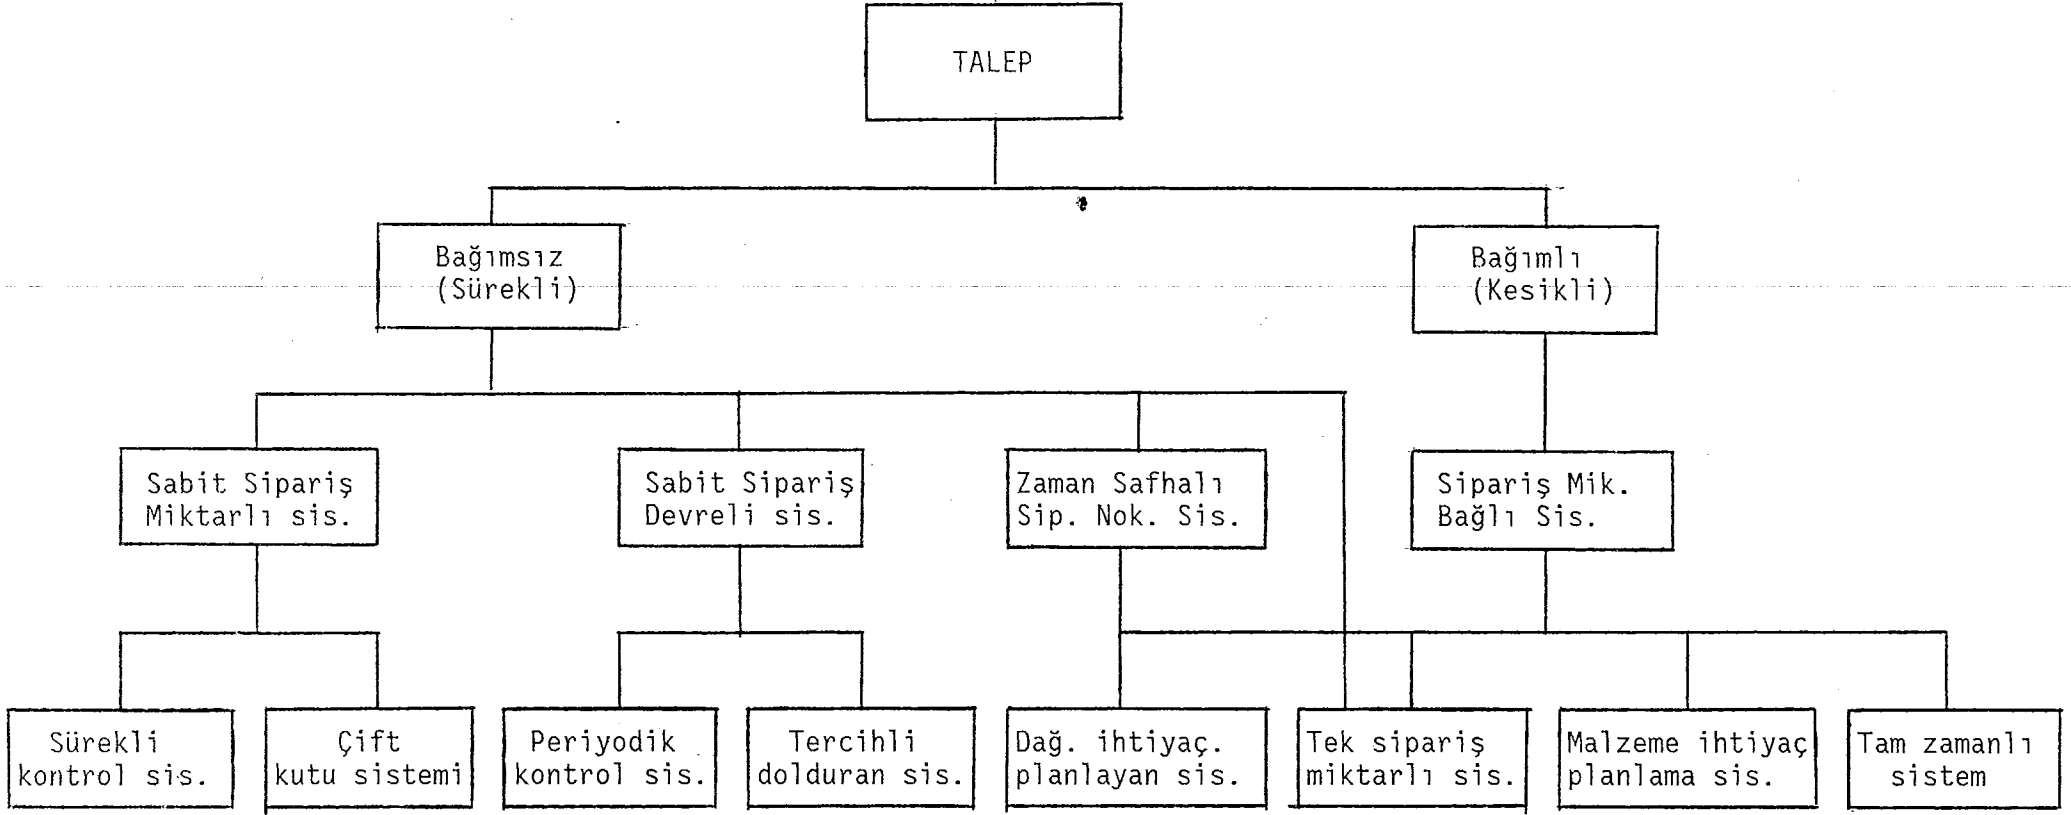 TALEP
Bağımsız
(Sürekli)
Bağımlı
(Kesikli)
Sabit Sipariş
Miktarlı sis.
Sabit Sipariş
Devreli sis.
Zaman Safhalı
Sip. Nok. Sis.
Sipariş Mik.
Bağlı Sis.
Sürekli
kontrol sis.
Çift
kutu sistemi
Periyodik
kontrol sis.
Tercihli
dolduran sis.
Dağ. ihtiyaç.
planlayan sis.
Tek sipariş
miktarlı sis.
Malzeme ihtiyaç
planlama sis.
Tam zamanlı
sistem